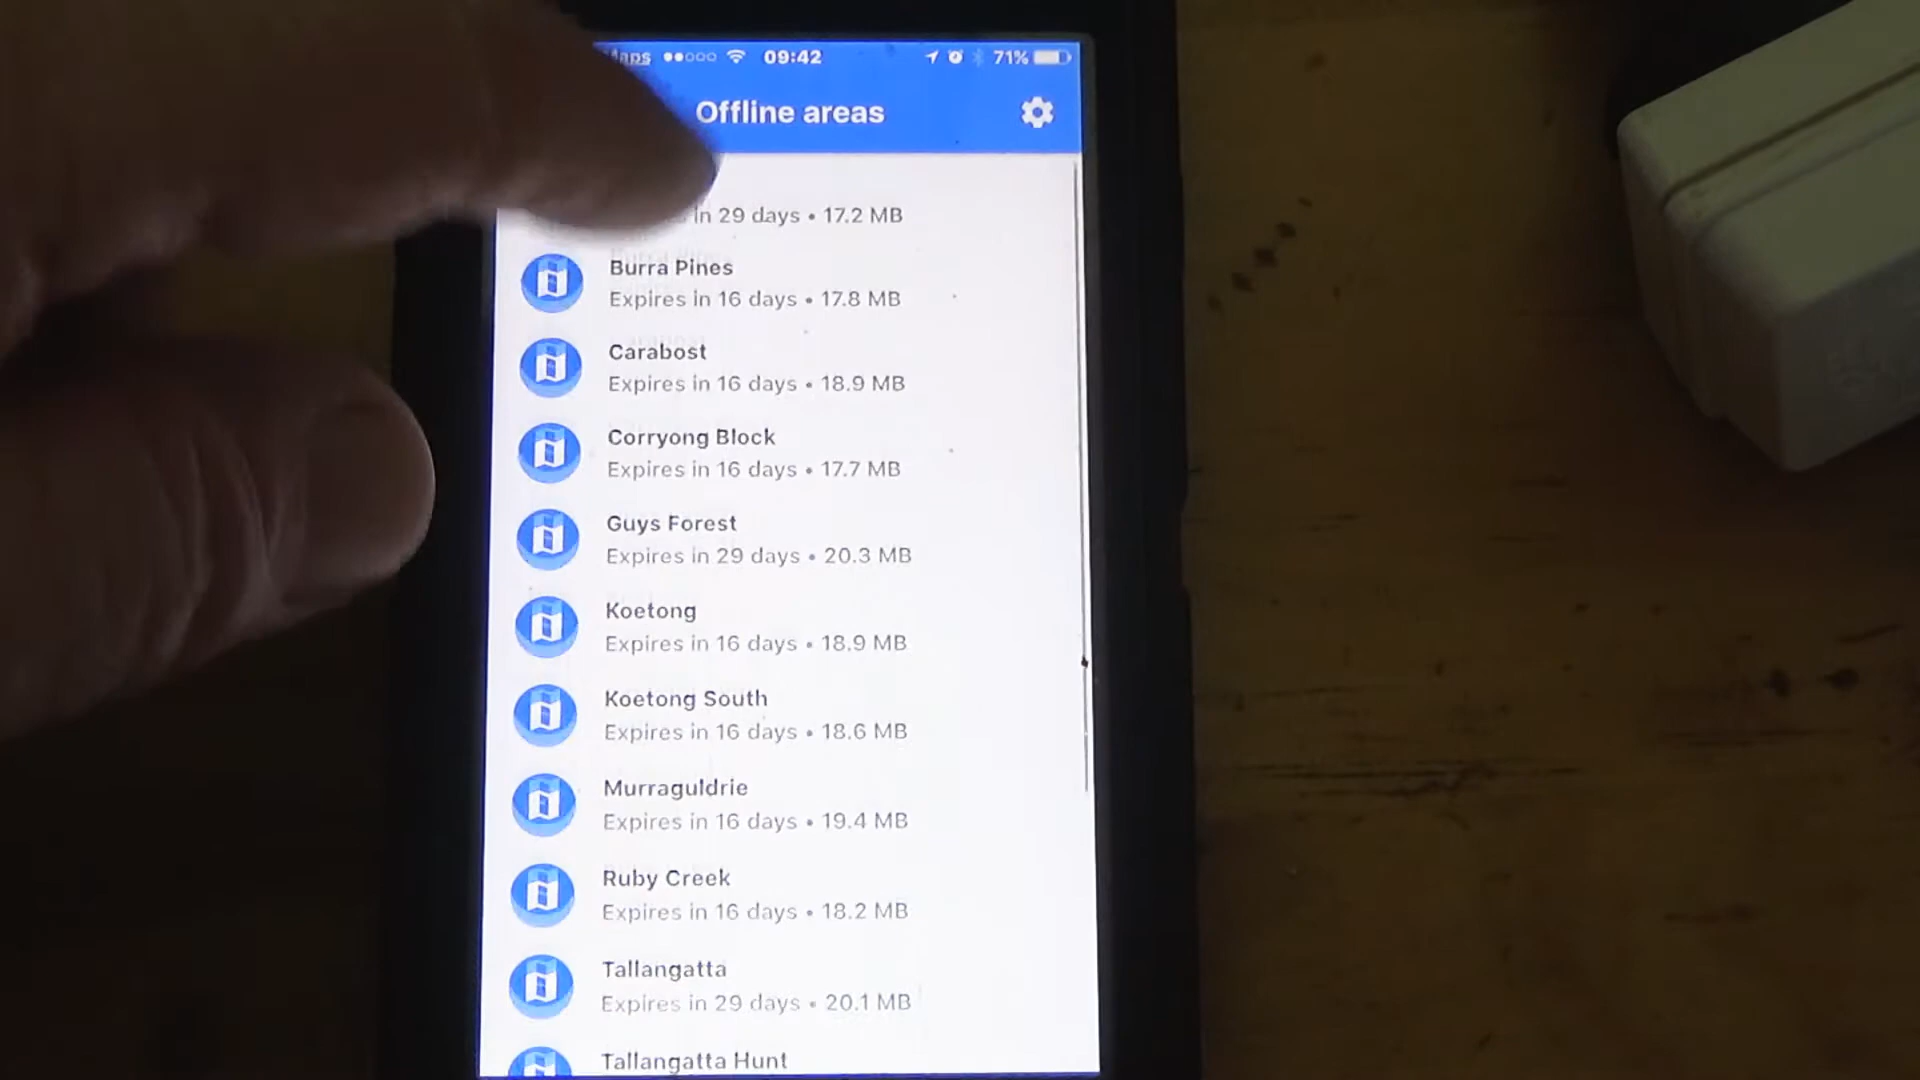 09:42 71%
Offline areas
in 29 days • 17.2 MB
Burra Pines
Expires in 16 days • 17.8 MB
Carabost
Expires in 16 days • 18.9 MB
Corryong Block
Expires in 16 days • 17.7 MB
Guys Forest
Expires in 29 days • 20.3 MB
Koetong
Expires in 16 days • 18.9 MB
Koetong South
Expires in 16 days • 18.6 MB
Murraguldrie
Expires in 16 days • 19.4 MB
Ruby Creek
Expires in 16 days • 18.2 MB
Tallangatta
Expires in 29 days • 20.1 MB
Tallangatta Hunt